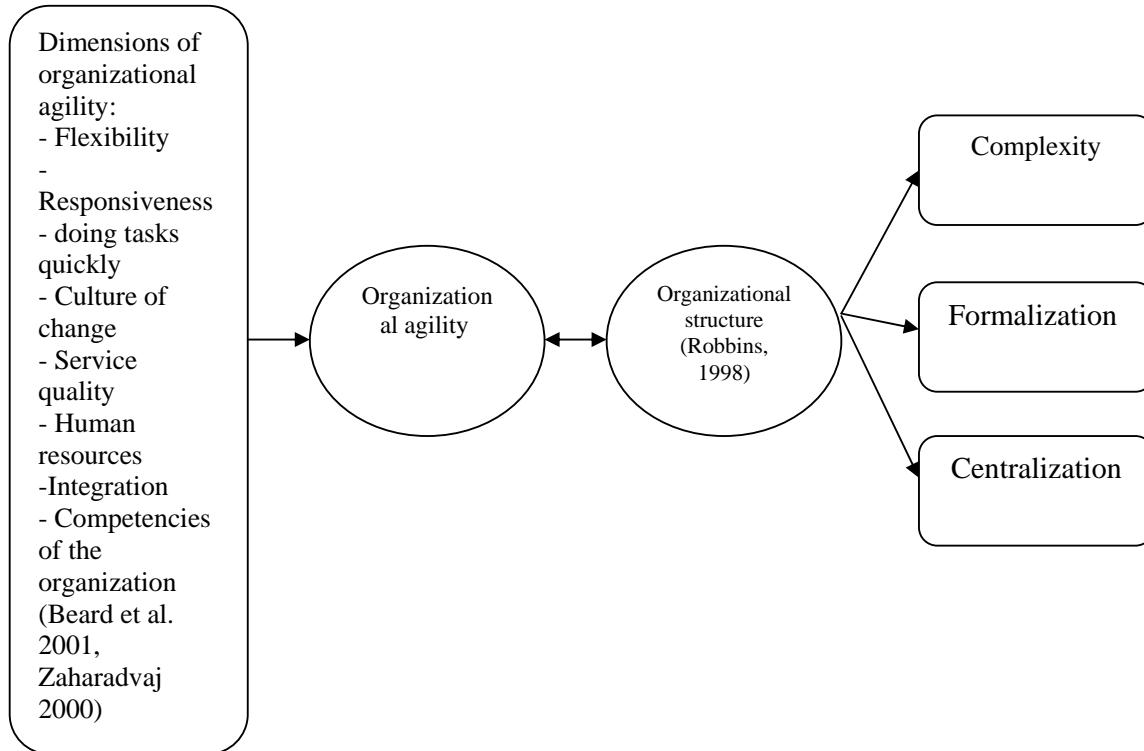 Dimensions of
organizational
agility:
- Flexibility
-
Responsiveness
- doing tasks
quickly
- Culture of
change
- Service
quality
- Human
resources
-Integration
- Competencies
of the
organization
(Beard et al.
2001,
Zaharadvaj
2000)
Organization
al agility
Organizational
structure
(Robbins,
1998)
Complexity
Formalization
Centralization